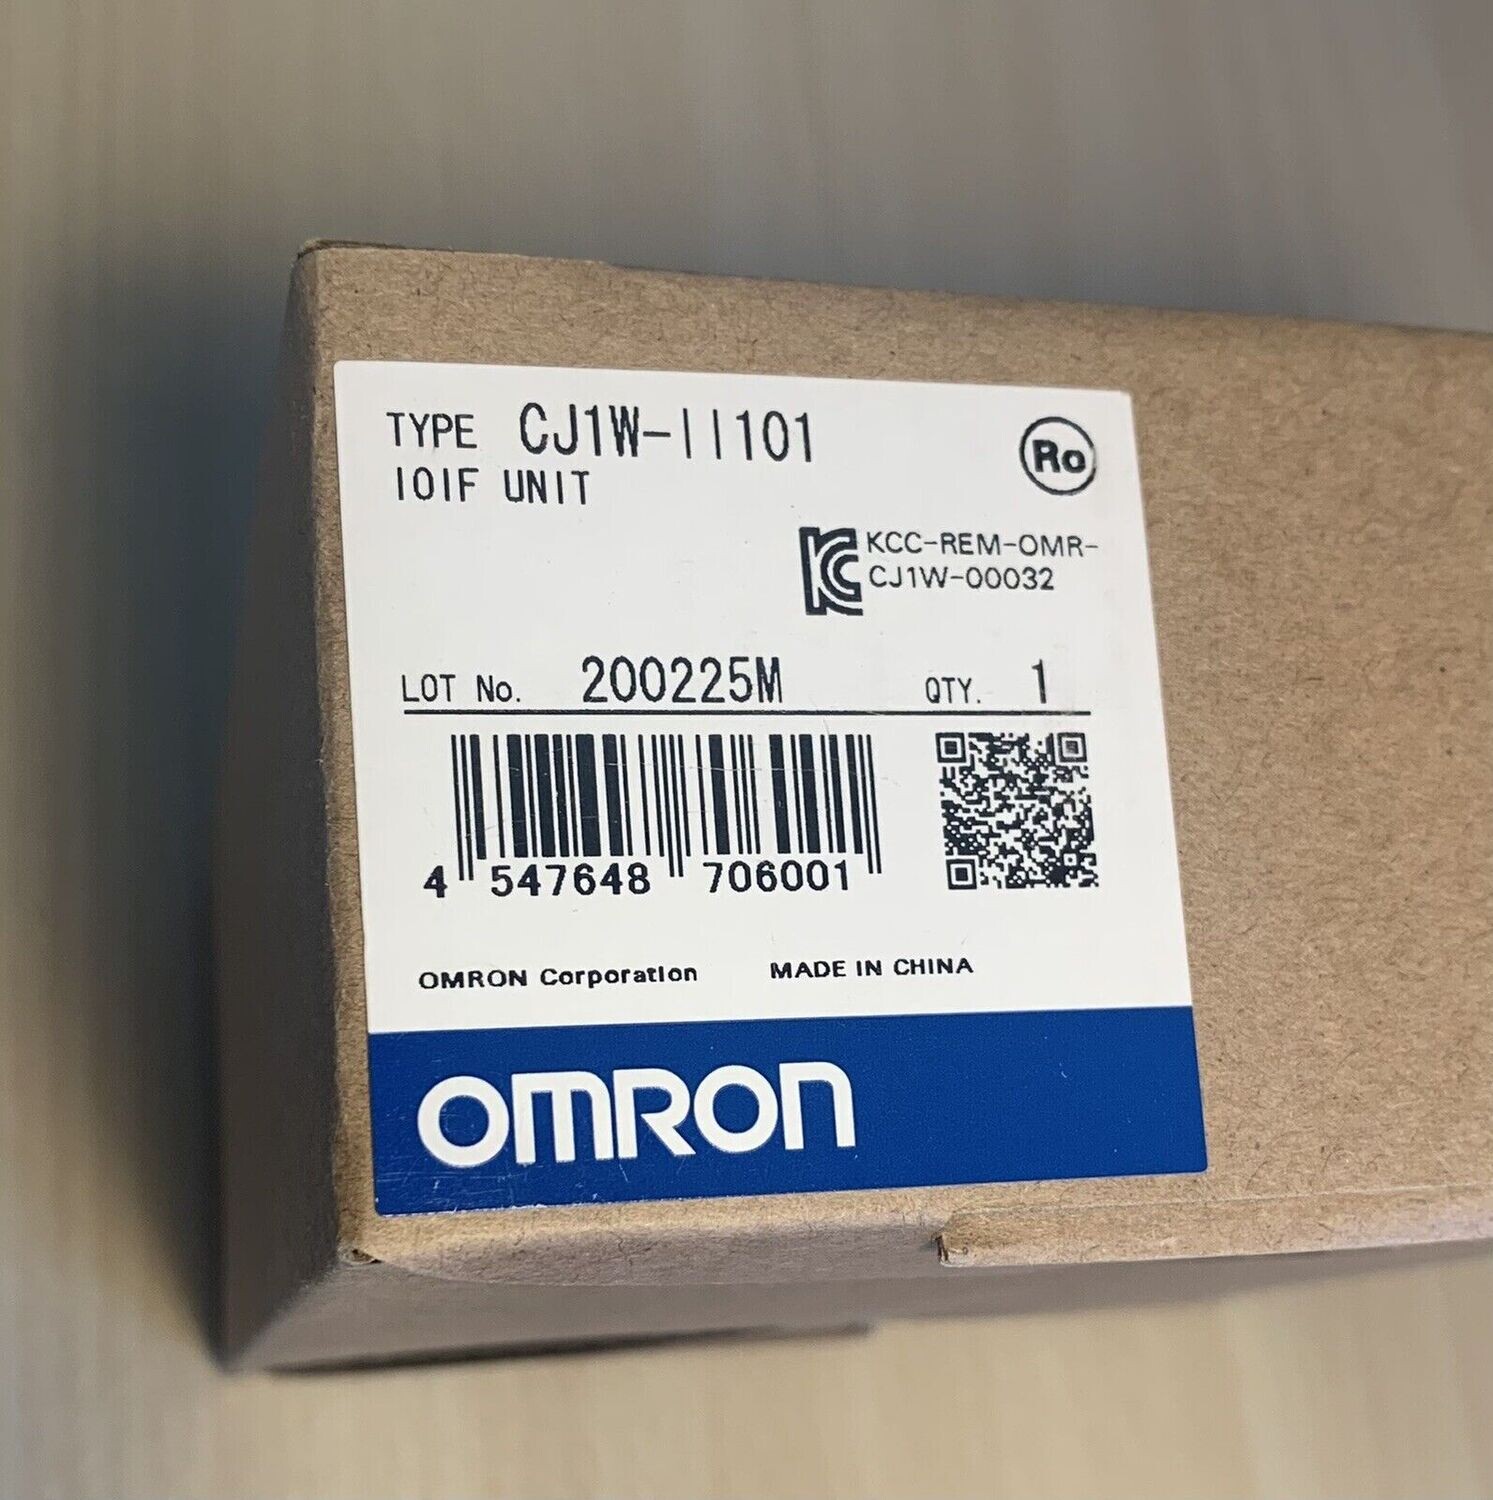 TYPE CJ1W-II101
IOIF UNIT
Ro
KC KCC-REM-OMR-
CJ1W-00032
LOT No. 200225M QTY. 1
4 547648 706001
OMRON Corporation MADE IN CHINA
OMRON